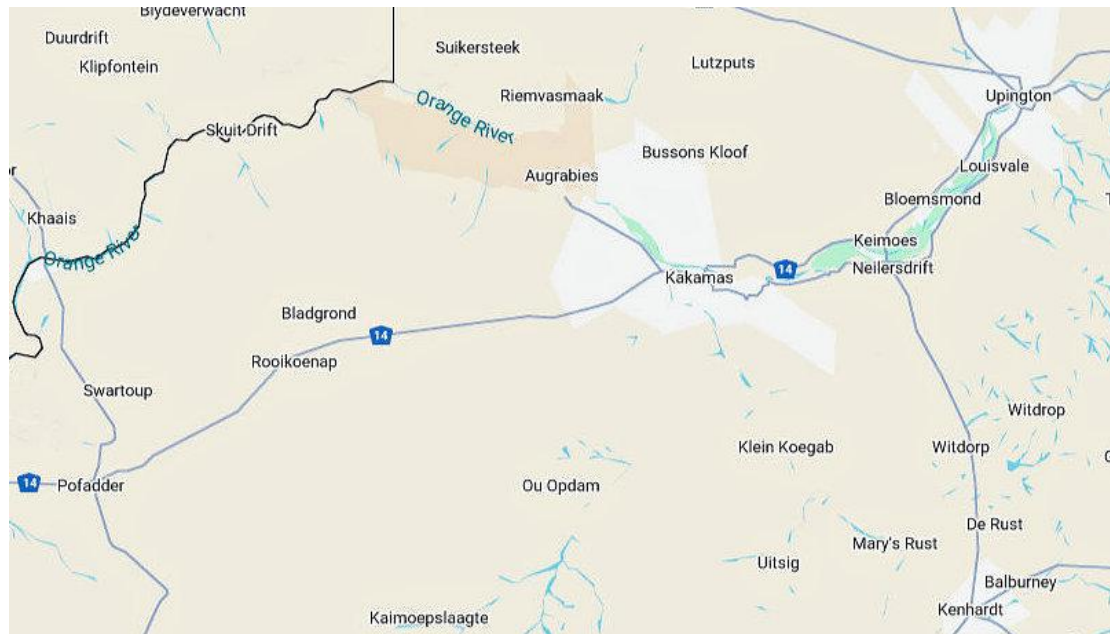 Blydeverwacht
Duurdrift
Suikersteek
Klipfontein
Lutzputs
Orange River
Riemvasmaak
Upington
Skuit Drift
Bussons Kloof
Augrabies
Louisvale
Bloemsmond
Khaais
Orange River
Keimoes
Neilersdrift
14
Kakamas
Bladgrond
14
Rooikoenap
Swartoup
Witdrop
Klein Koegab
Witdorp
14
Pofadder
Ou Opdam
De Rust
Mary's Rust
Uitsig
Balburney
Kenhardt
Kaimoepslaagte